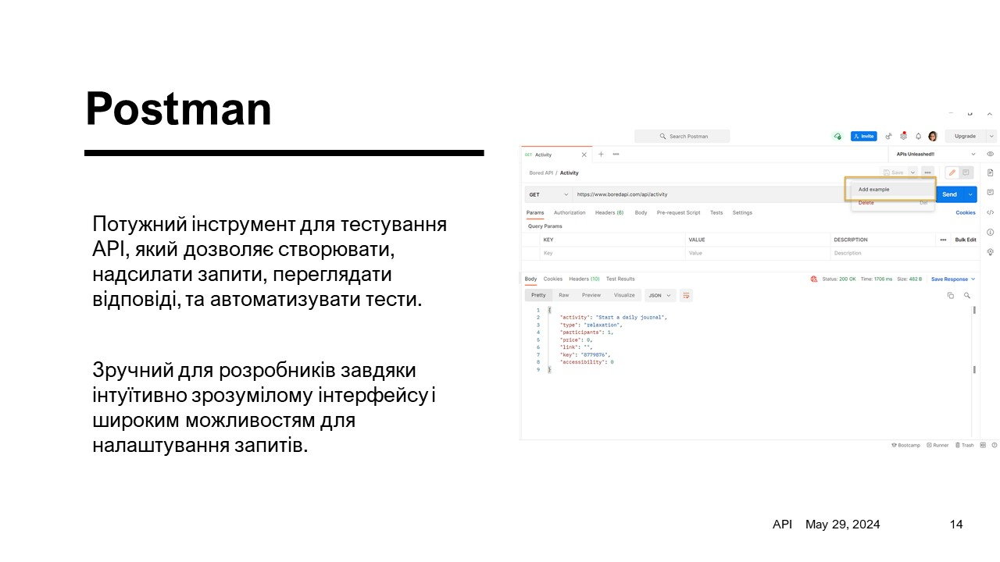 Postman
Потужний інструмент для тестування
API, який дозволяє створювати,
надсилати запити, переглядати
відповіді, та автоматизувати тести.
Зручний для розробників завдяки
інтуїтивно зрозумілому інтерфейсу і
широким можливостям для
налаштування запитів.
Search Postman
Invite
Upgrade
GET Activity
APIs Unleashed!!
Bored API / Activity
Save
GET https://www.boredapi.com/api/activity
Add example
Send
Delete Del
Params Authorization Headers (6) Body Pre-request Script Tests Settings Cookies
Query Params
KEY VALUE DESCRIPTION Bulk Edit
Key Value Description
Body Cookies Headers (10) Test Results Status: 200 OK Time: 1706 ms Size: 482 B Save Response
Pretty Raw Preview Visualize JSON
1 {
2 "activity": "Start a daily journal",
3 "type": "relaxation",
4 "participants": 1,
5 "price": 0,
6 "link": "",
7 "key": "8779876",
8 "accessibility": 0
9 }
Bootcamp Runner Trash
API May 29, 2024 14